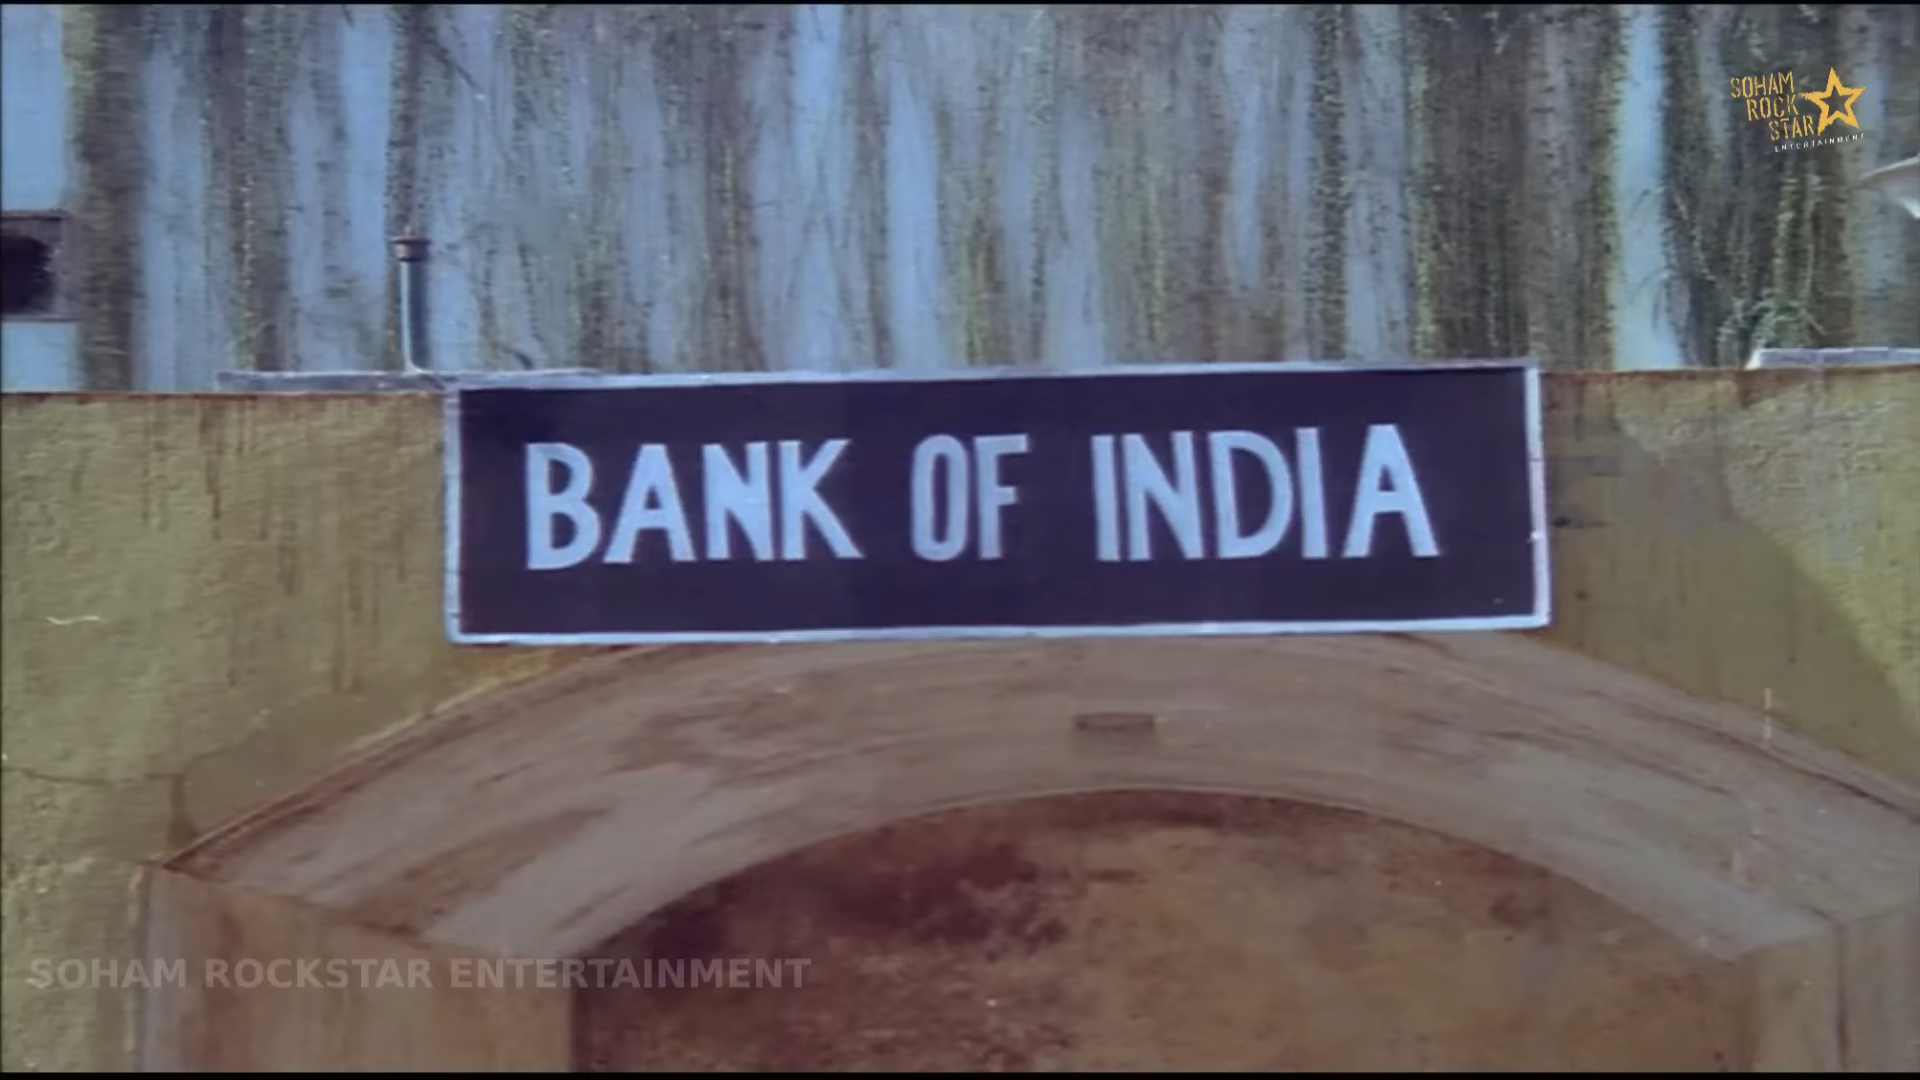 SOHAM
ROCK
STAR
ENTERTAINMENT
BANK OF INDIA
SOHAM ROCKSTAR ENTERTAINMENT